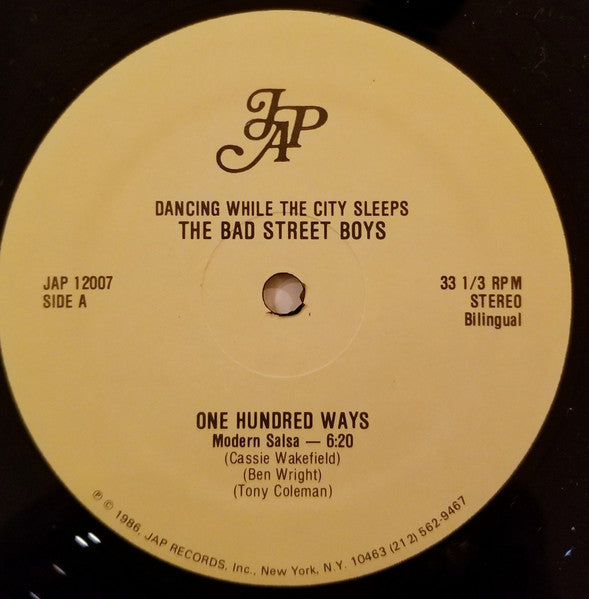 JAP
DANCING WHILE THE CITY SLEEPS
THE BAD STREET BOYS
JAP 12007
SIDE A
33 1/3 RPM
STEREO
Bilingual
ONE HUNDRED WAYS
Modern Salsa — 6:20
(Cassie Wakefield)
(Ben Wright)
(Tony Coleman)
℗ © 1986, JAP RECORDS, Inc., New York, N.Y. 10463 (212) 562-9467